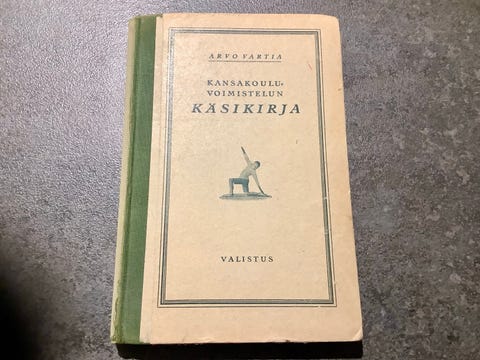 ARVO VARTIA
KANSAKOULU-
VOIMISTELUN
KÄSIKIRJA
VALISTUS